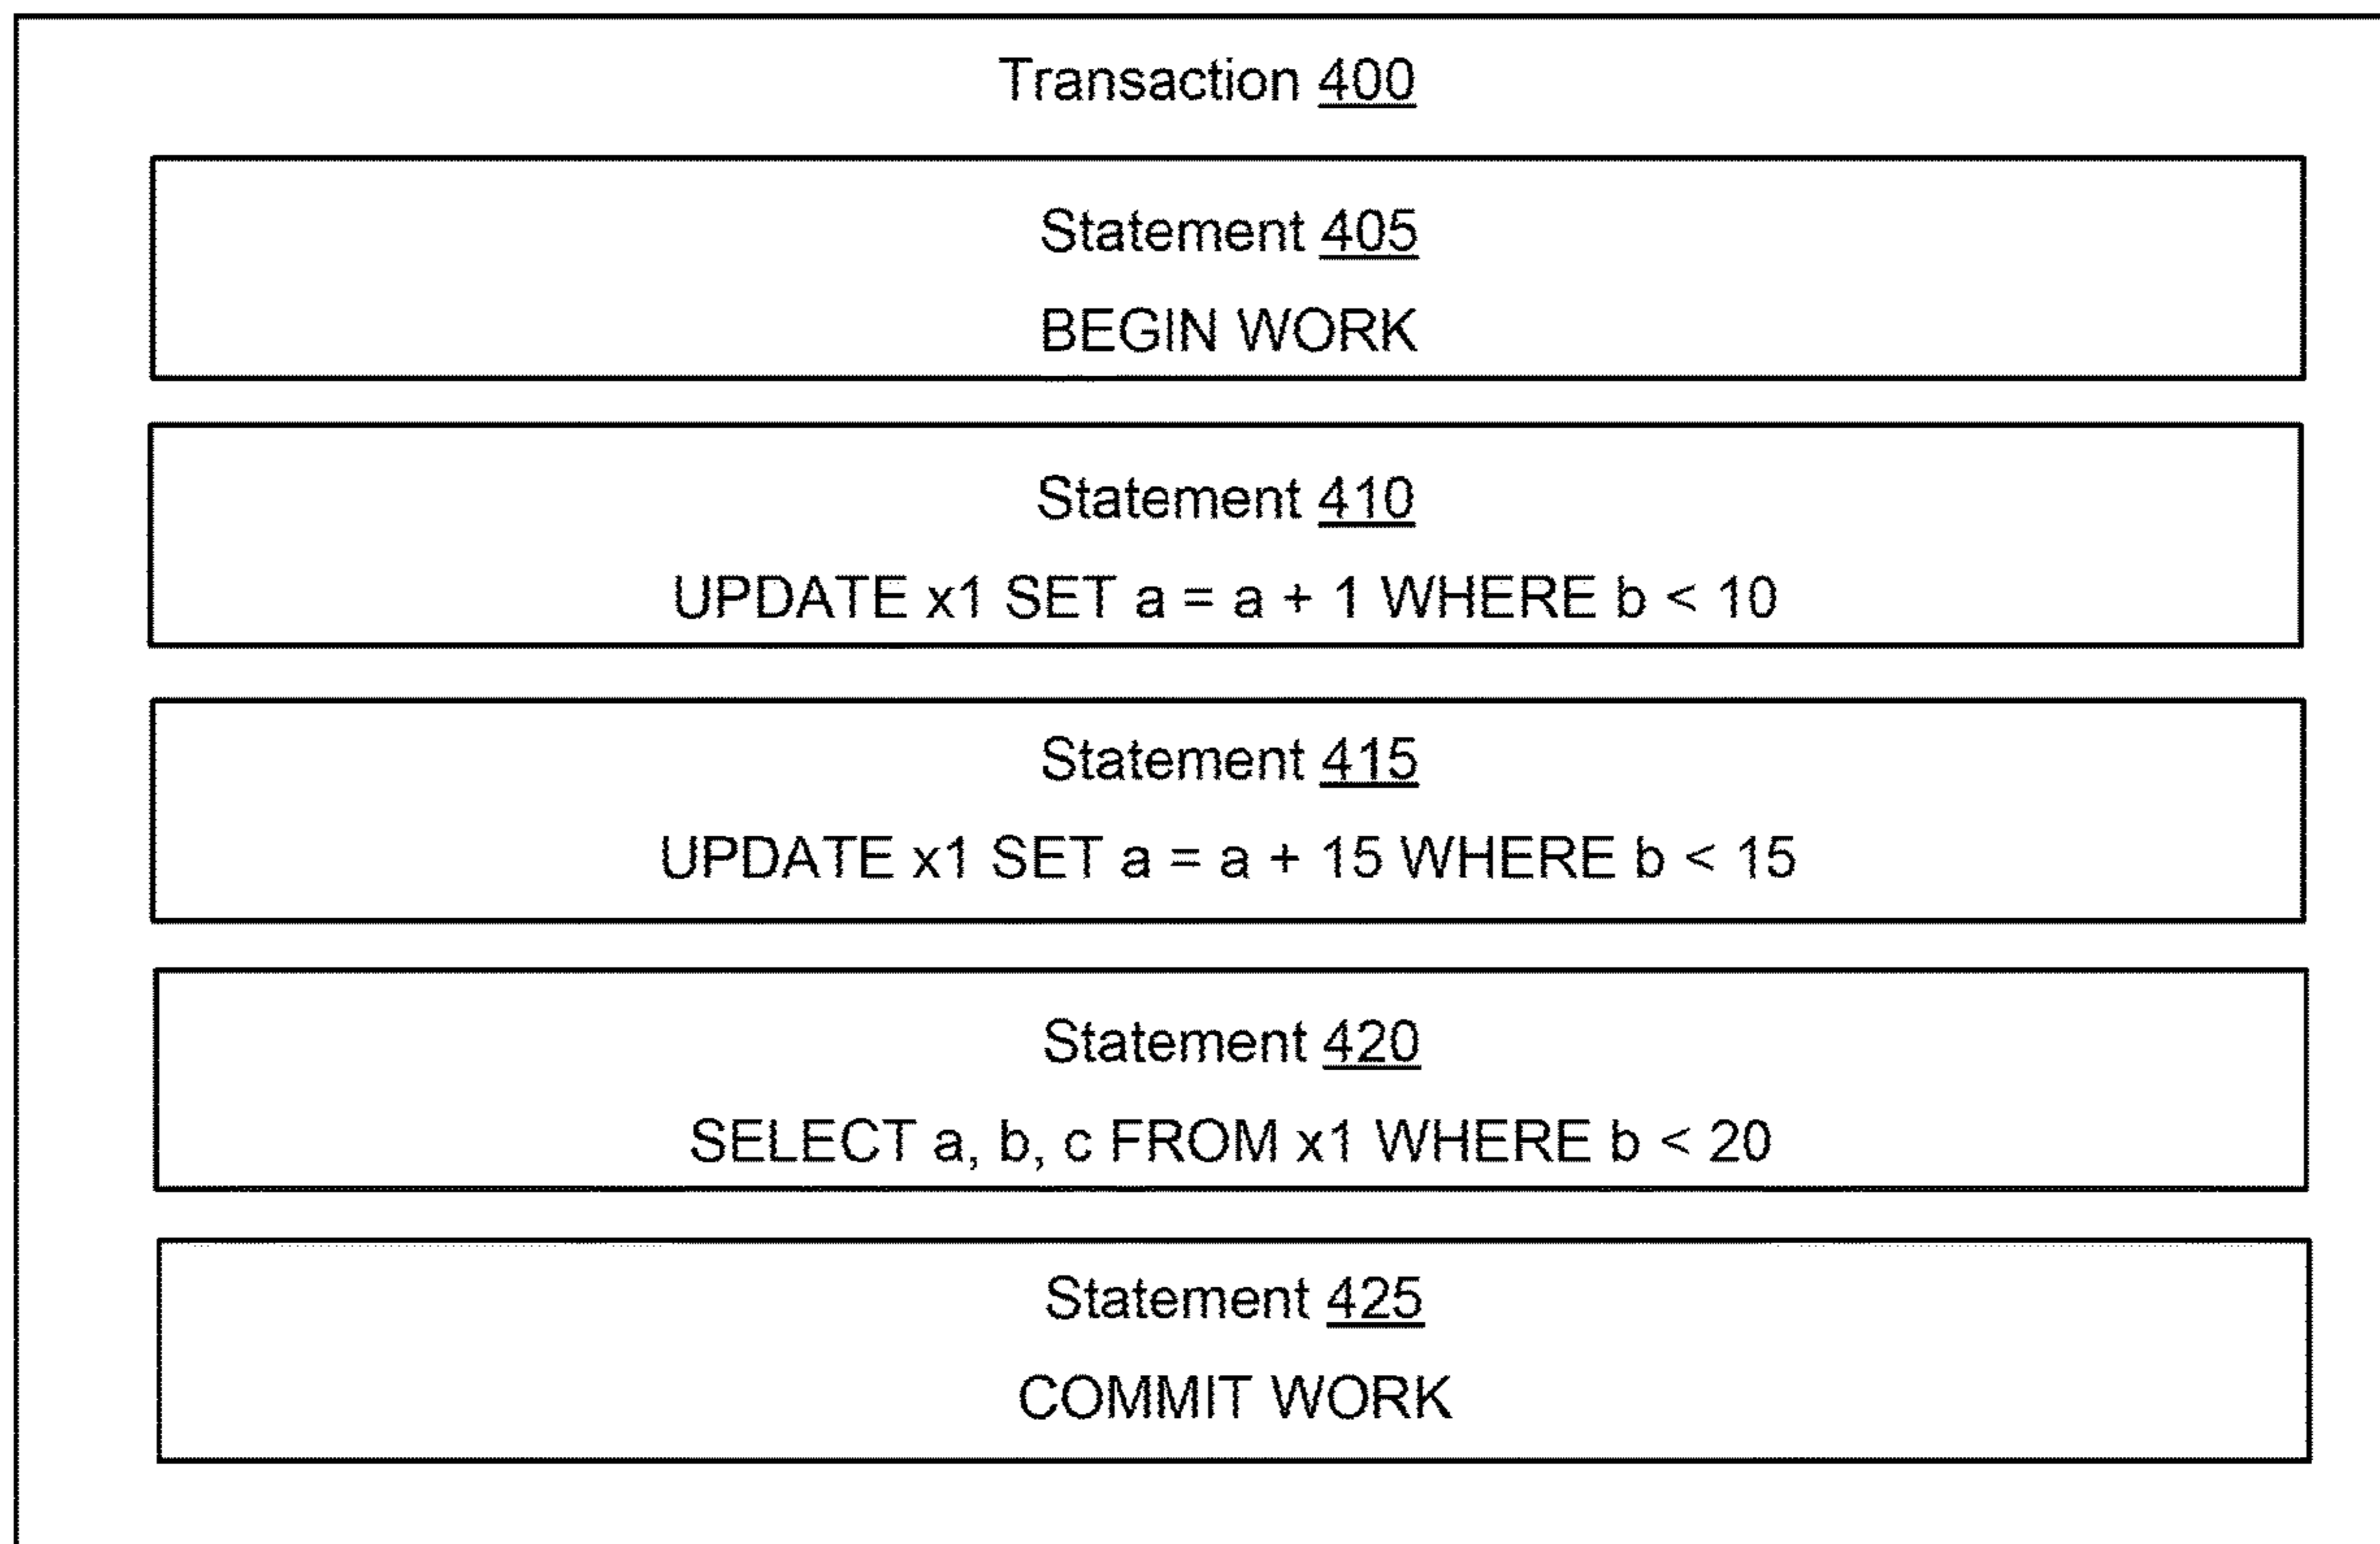 Transaction 400
Statement 405
BEGIN WORK
Statement 410
UPDATE x1 SET a = a + 1 WHERE b < 10
Statement 415
UPDATE x1 SET a = a + 15 WHERE b < 15
Statement 420
SELECT a, b, c FROM x1 WHERE b < 20
Statement 425
COMMIT WORK